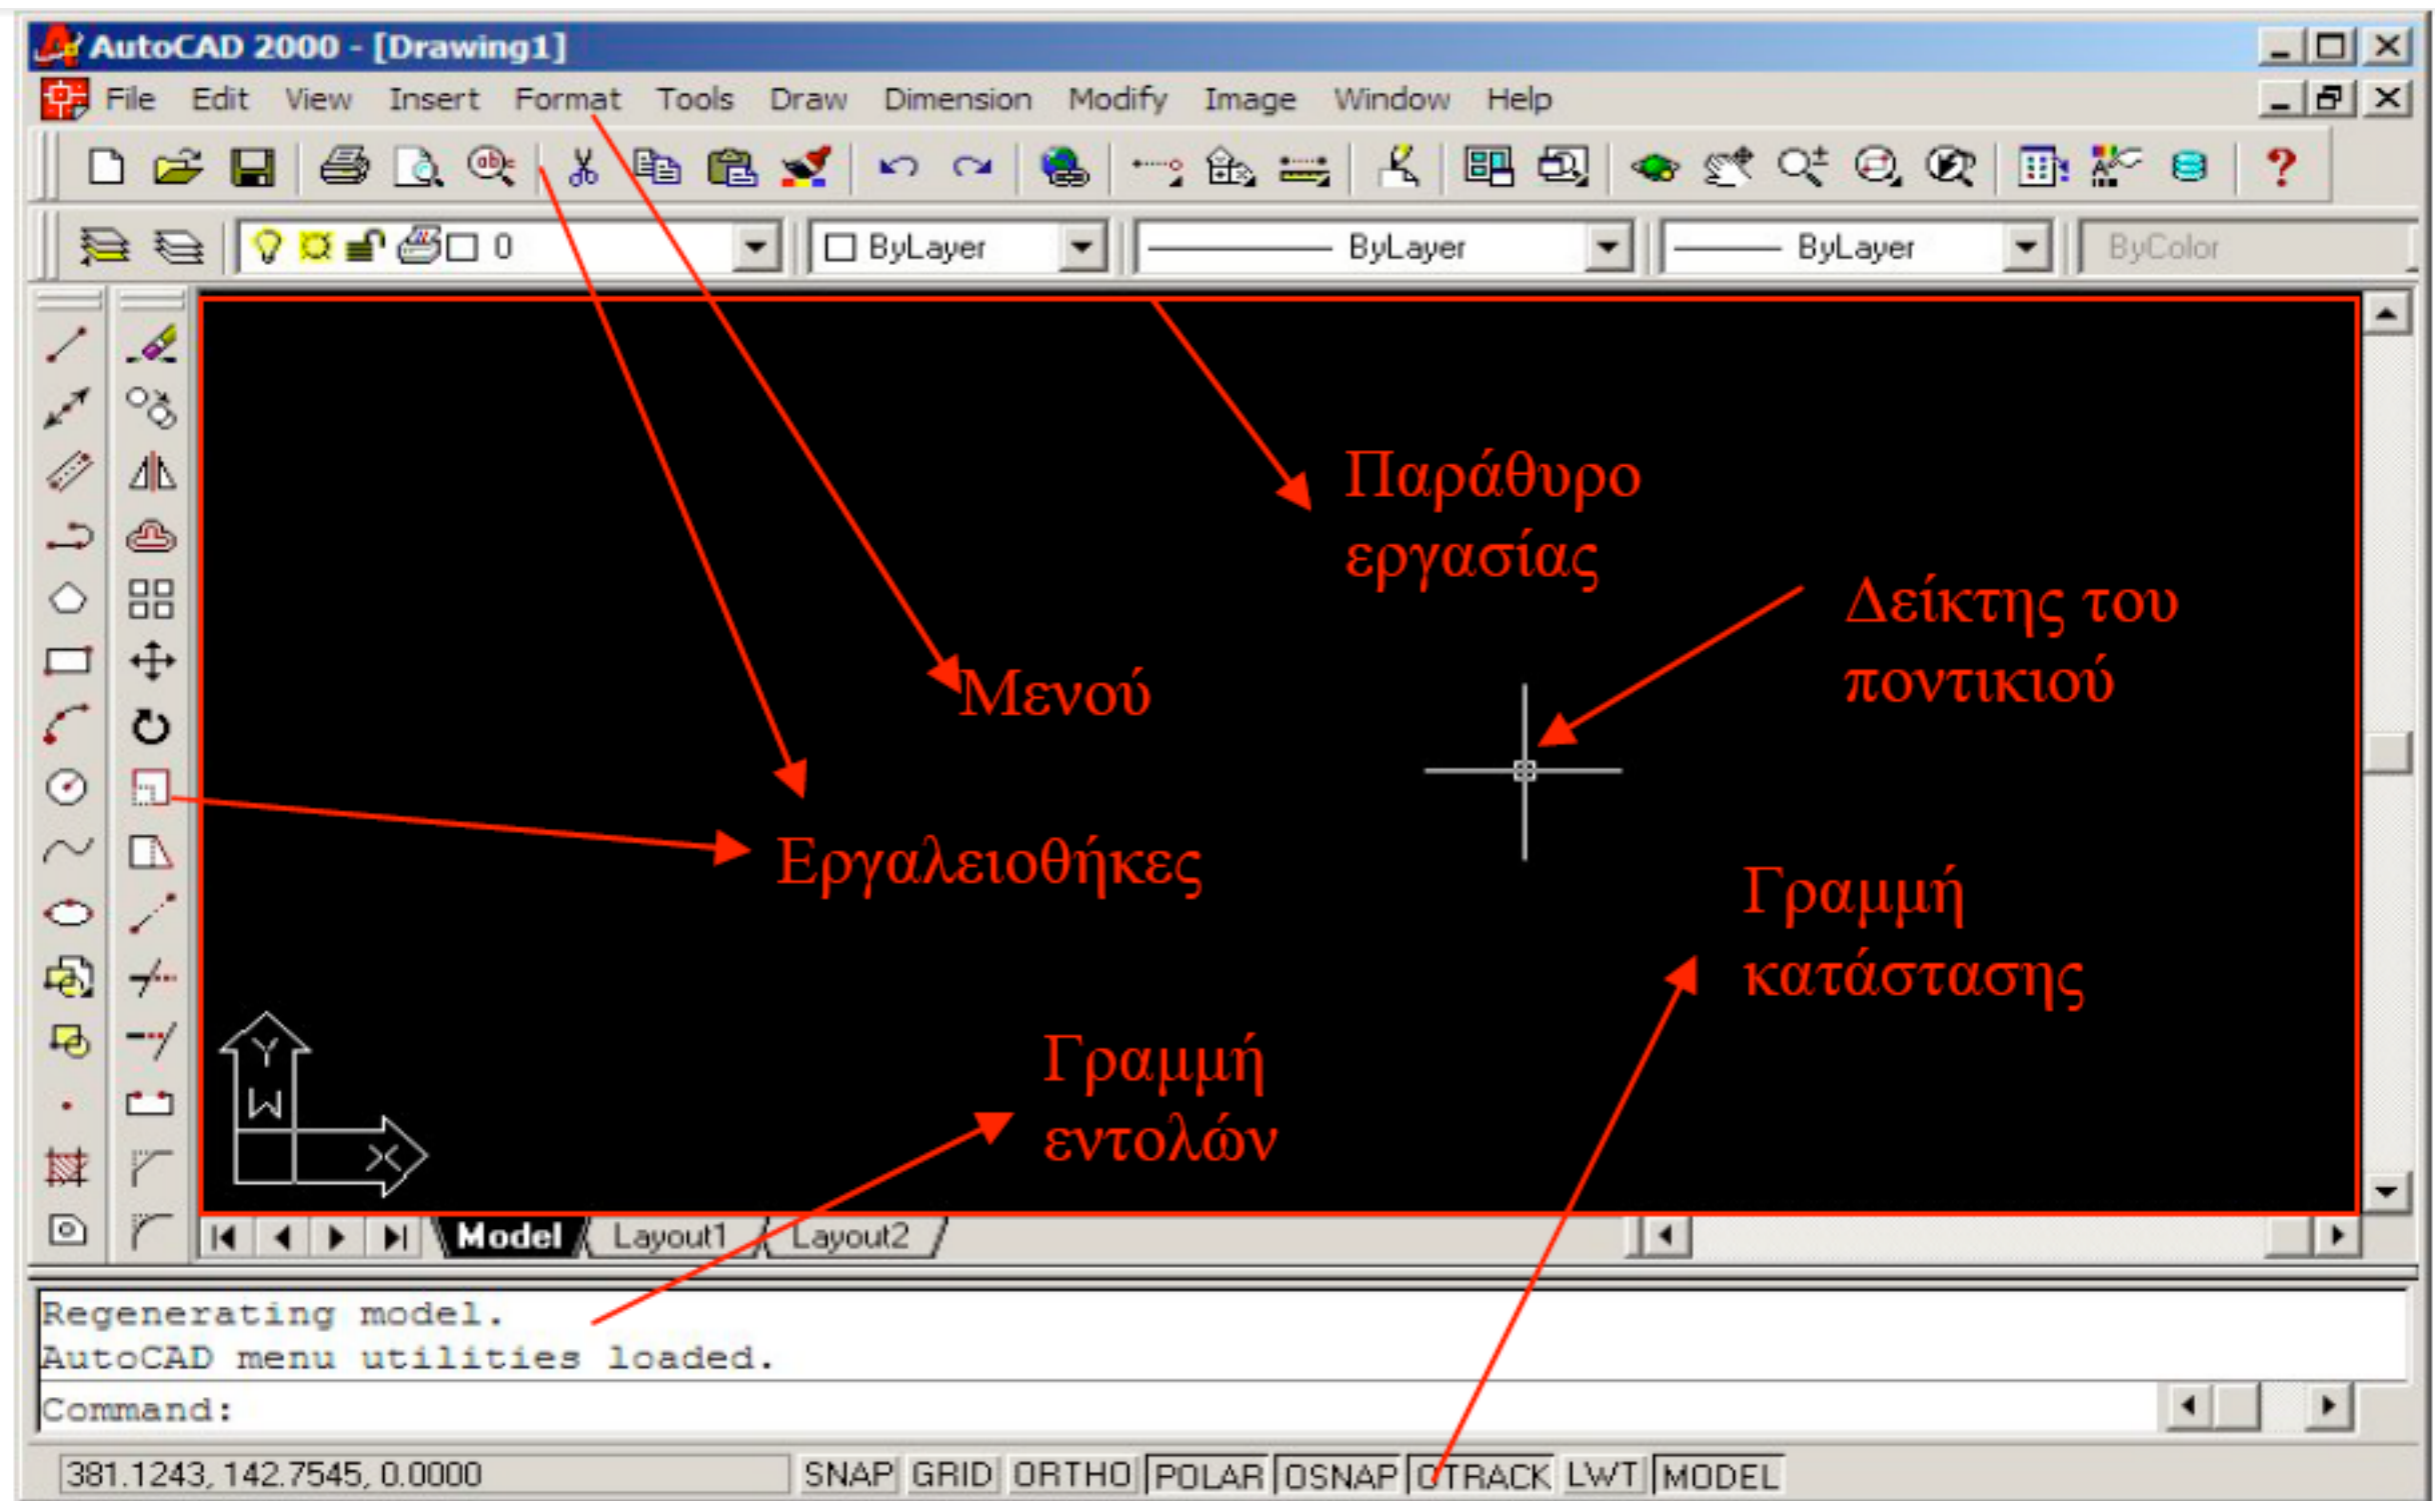 AutoCAD 2000 - [Drawing1]
File Edit View Insert Format Tools Draw Dimension Modify Image Window Help
0 ByLayer ByLayer ByLayer ByColor
Παράθυρο
εργασίας
Δείκτης του
ποντικιού
Μενού
Εργαλειοθήκες
Γραμμή
κατάστασης
Γραμμή
εντολών
Y
W
X
Model Layout1 Layout2
Regenerating model.
AutoCAD menu utilities loaded.
Command:
381.1243, 142.7545, 0.0000 SNAP GRID ORTHO POLAR OSNAP OTRACK LWT MODEL